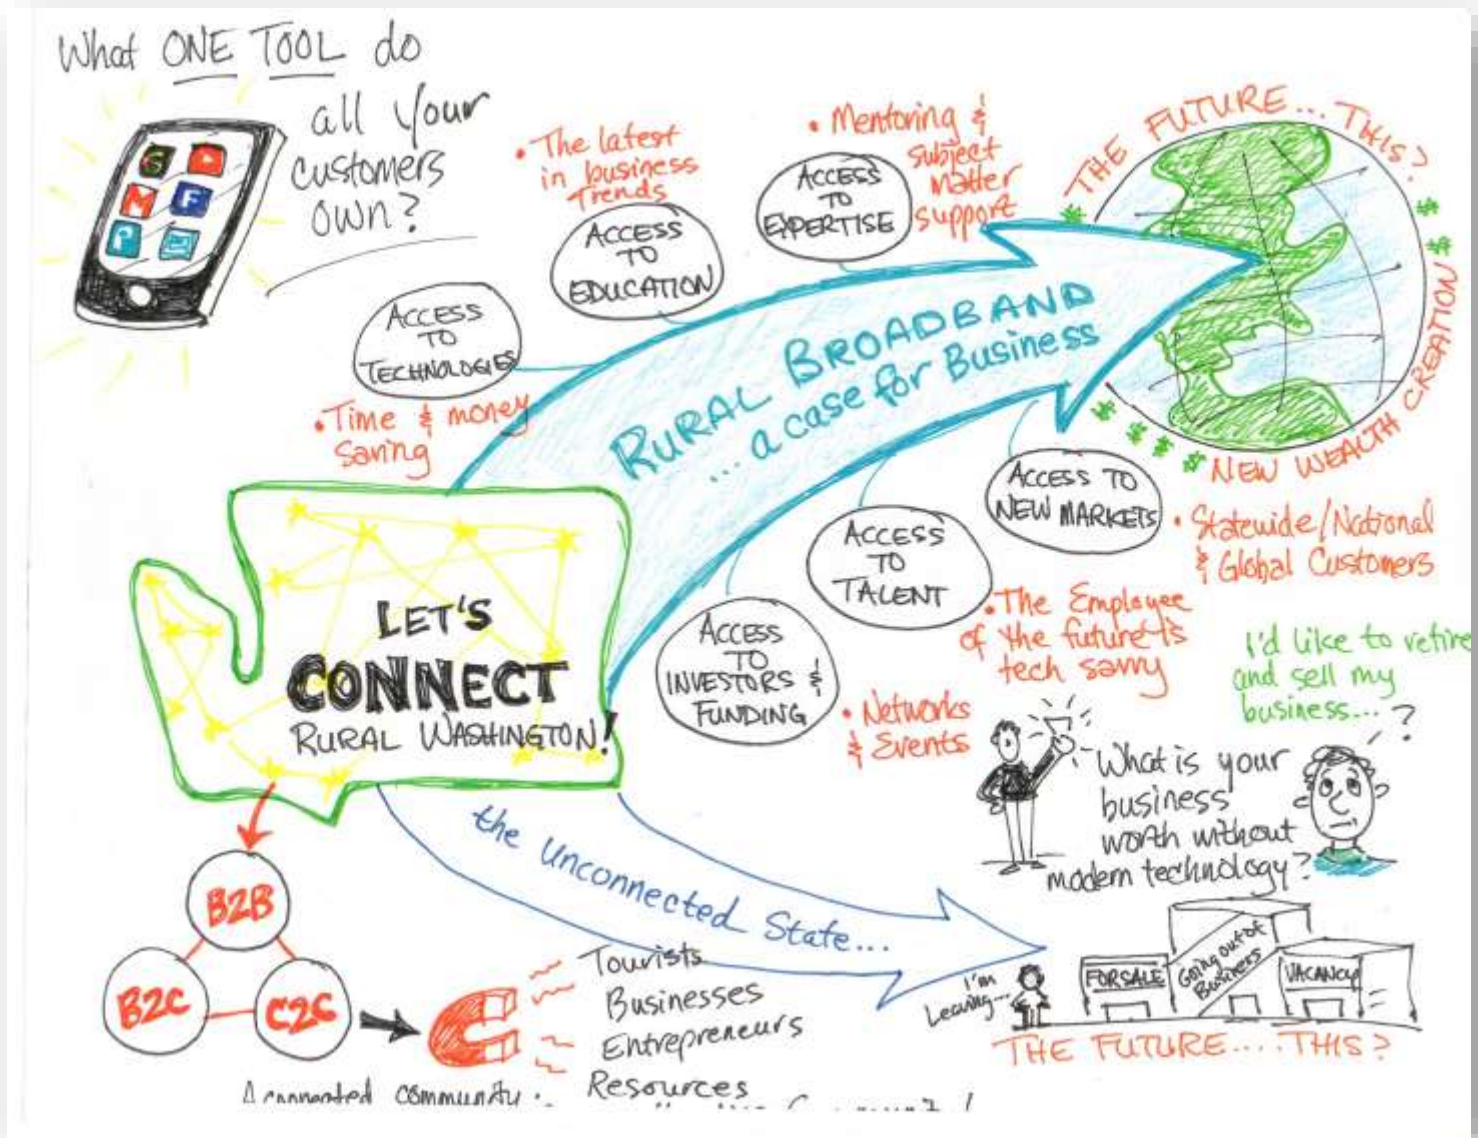 What ONE TOOL do
all your
customers
own?
G
M
F
P
• The latest
in business
Trends
• Mentoring &
subject
Matter
support
ACCESS
TO
TECHNOLOGIES
• Time & money
saving
ACCESS
TO
EDUCATION
ACCESS
TO
EXPERTISE
THE FUTURE... THIS?
$
$
$
$
$
$
$
$
NEW WEALTH CREATION
RURAL BROADBAND
... a case for Business
LET'S
CONNECT
RURAL WASHINGTON!
ACCESS
TO
INVESTORS &
FUNDING
• Networks
& Events
ACCESS
TO
TALENT
• The Employee
of the future is
tech savvy
ACCESS TO
NEW MARKETS
• Statewide/National
& Global Customers
I'd like to retire
and sell my
business... ?
What is your
business
worth without
modern technology?
the unconnected State...
B2B
B2C
C2C
Tourists
Businesses
Entrepreneurs
Resources
A connected community
I'm
Leaving...
FOR SALE
Going out of
Business
VACANCY
THE FUTURE.... THIS?